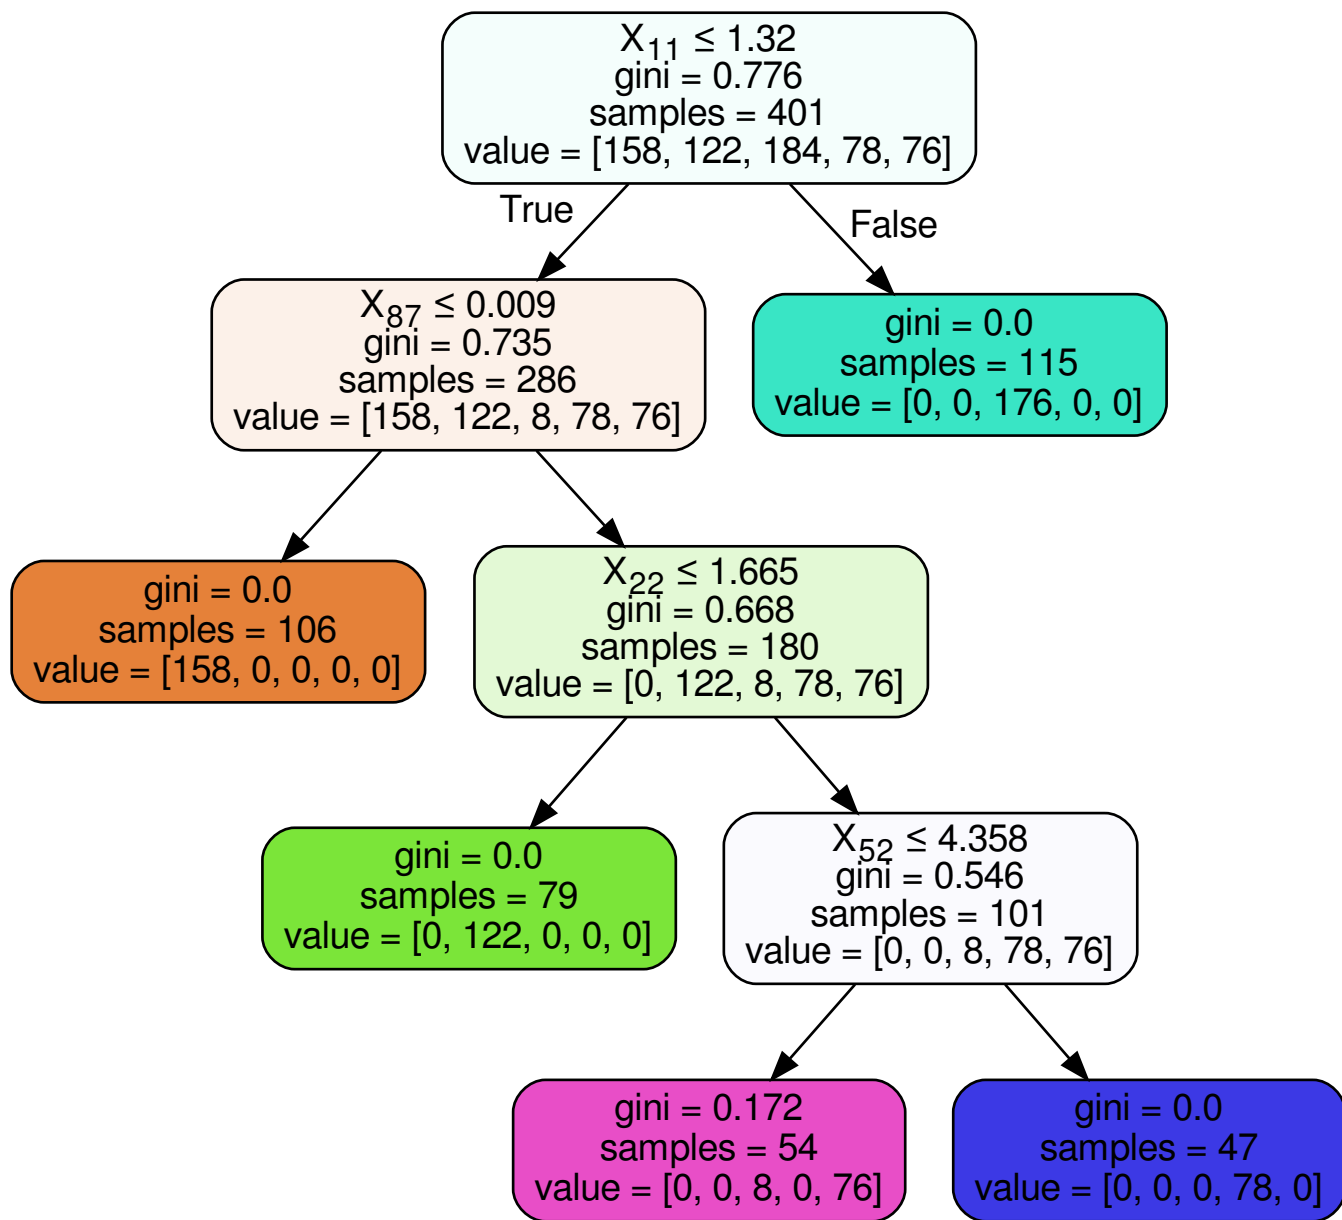 X11 ≤ 1.32
gini = 0.776
samples = 401
value = [158, 122, 184, 78, 76]
True
False
X87 ≤ 0.009
gini = 0.735
samples = 286
value = [158, 122, 8, 78, 76]
gini = 0.0
samples = 115
value = [0, 0, 176, 0, 0]
gini = 0.0
samples = 106
value = [158, 0, 0, 0, 0]
X22 ≤ 1.665
gini = 0.668
samples = 180
value = [0, 122, 8, 78, 76]
gini = 0.0
samples = 79
value = [0, 122, 0, 0, 0]
X52 ≤ 4.358
gini = 0.546
samples = 101
value = [0, 0, 8, 78, 76]
gini = 0.172
samples = 54
value = [0, 0, 8, 0, 76]
gini = 0.0
samples = 47
value = [0, 0, 0, 78, 0]